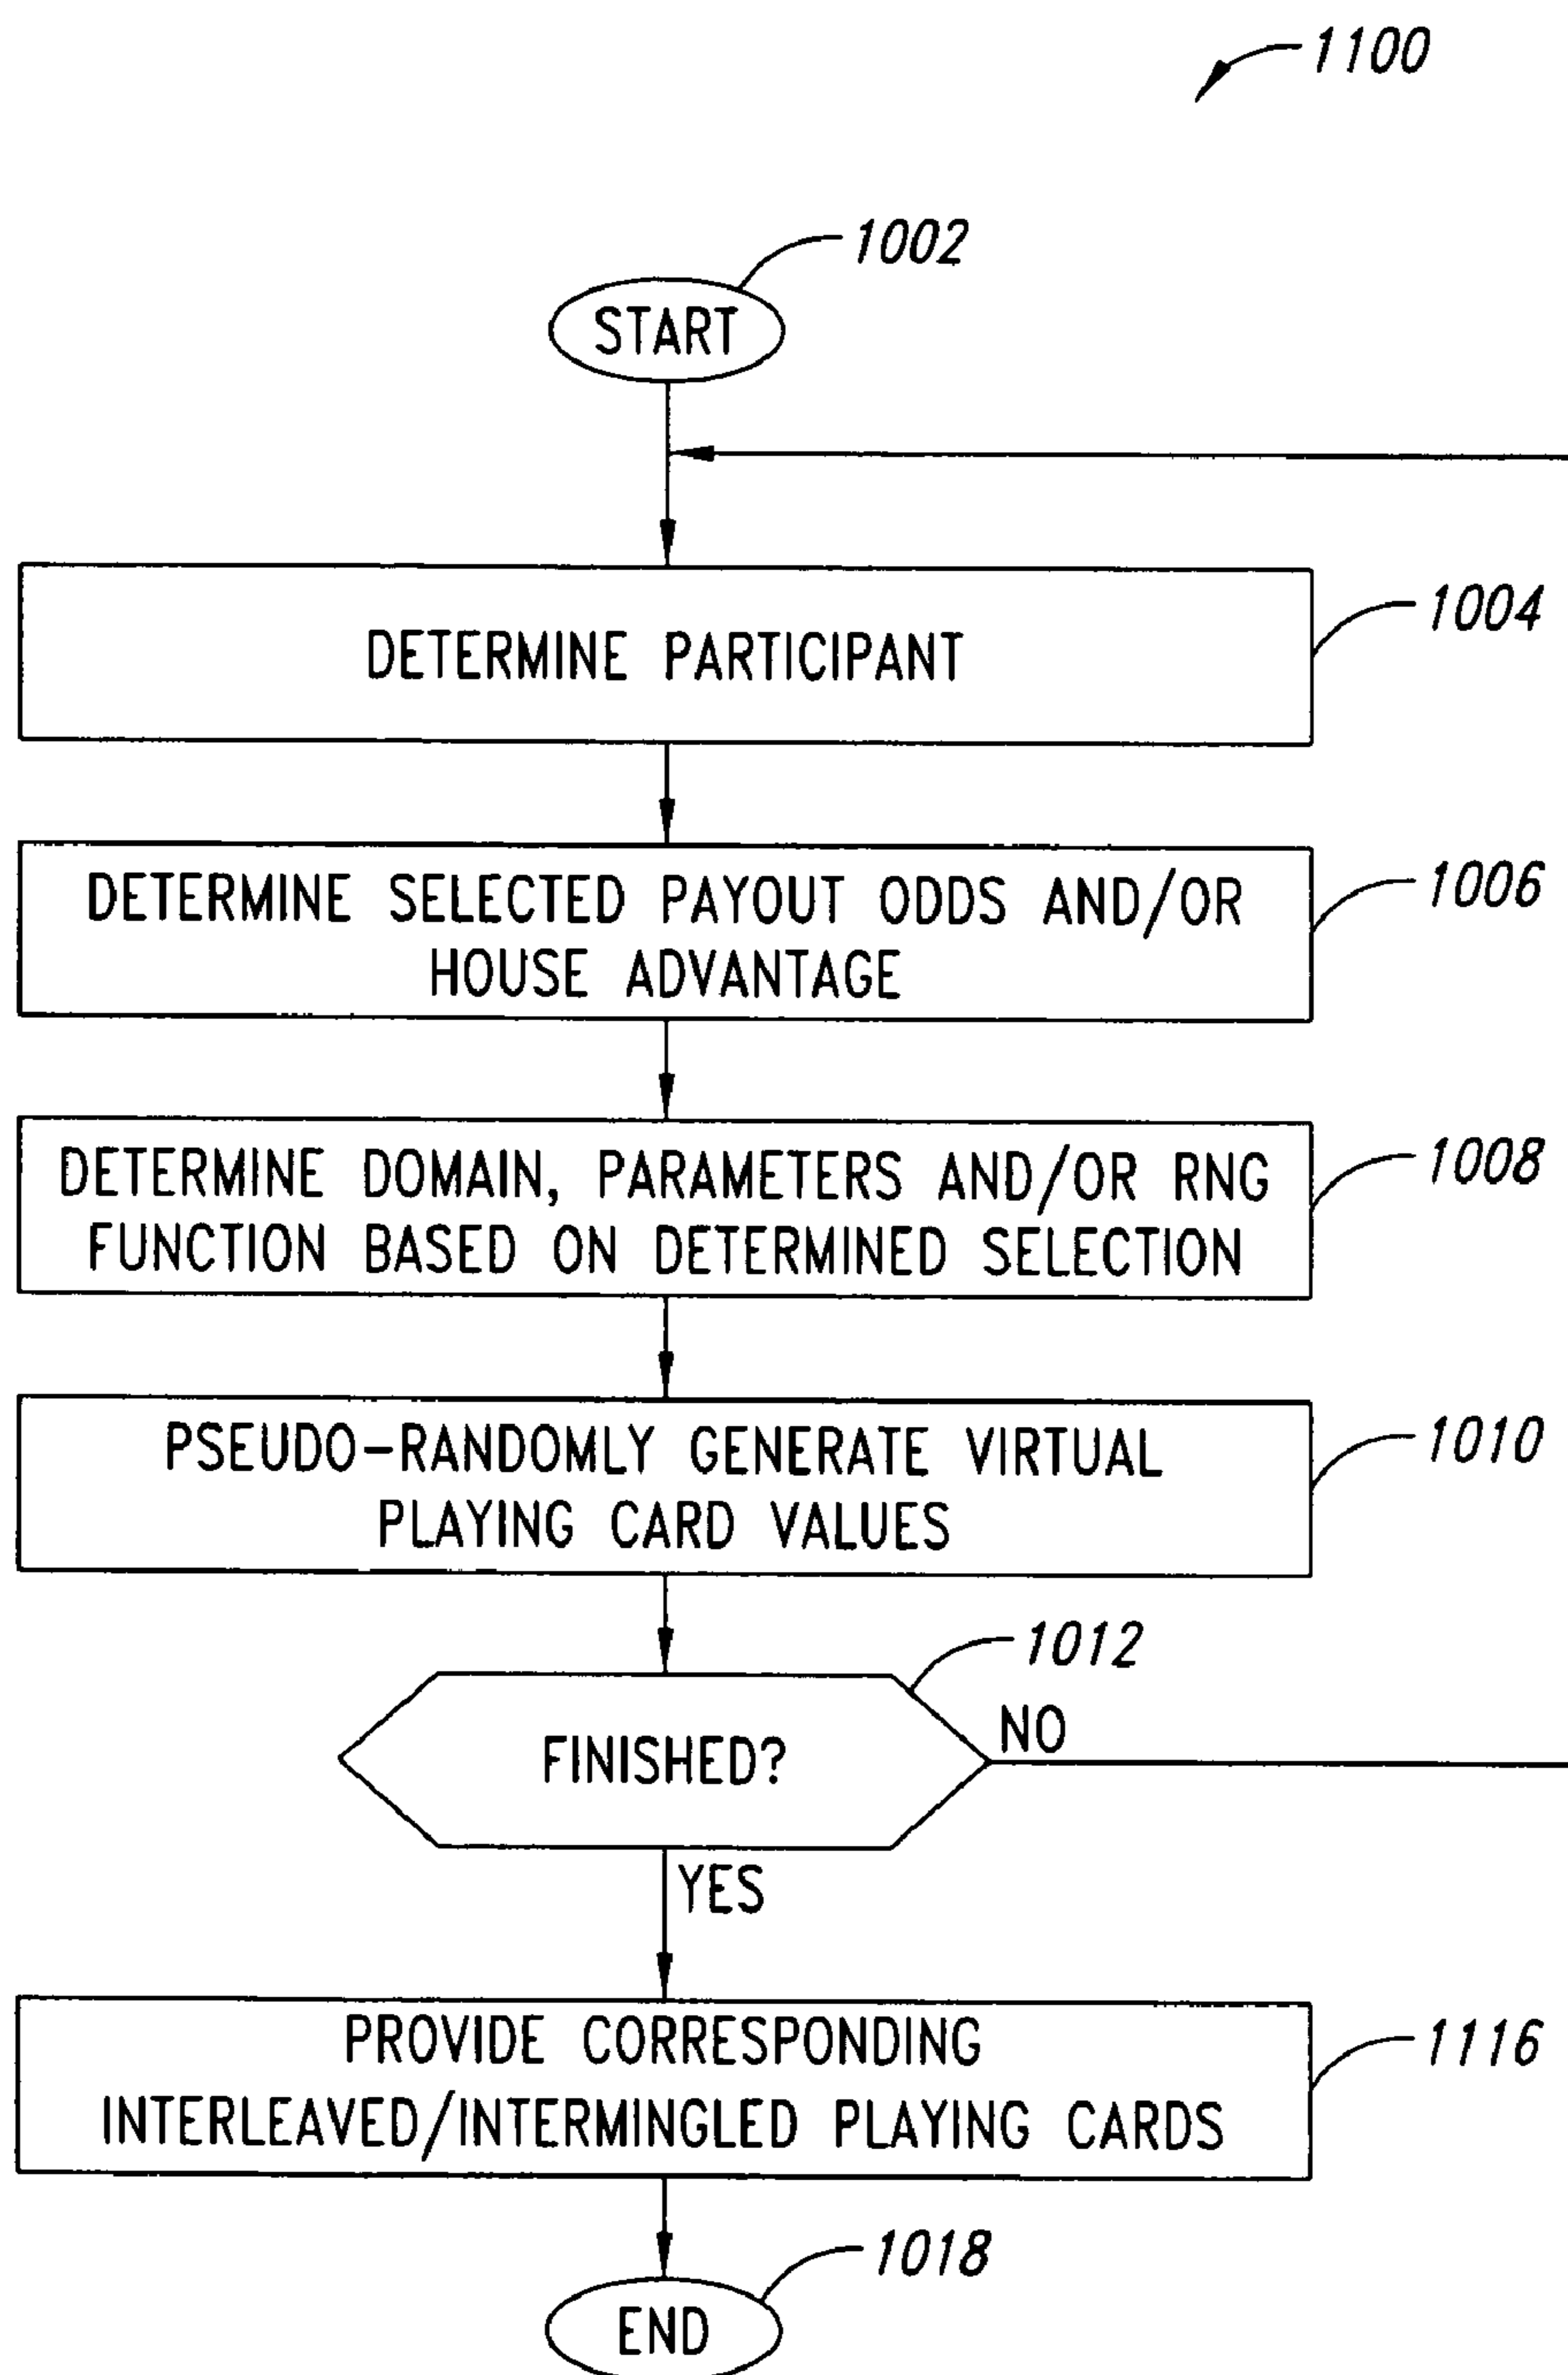 1100
1002
START
1004
DETERMINE PARTICIPANT
1006
DETERMINE SELECTED PAYOUT ODDS AND/OR
HOUSE ADVANTAGE
1008
DETERMINE DOMAIN, PARAMETERS AND/OR RNG
FUNCTION BASED ON DETERMINED SELECTION
1010
PSEUDO-RANDOMLY GENERATE VIRTUAL
PLAYING CARD VALUES
1012
FINISHED?
NO
YES
PROVIDE CORRESPONDING
1116
INTERLEAVED/INTERMINGLED PLAYING CARDS
1018
END